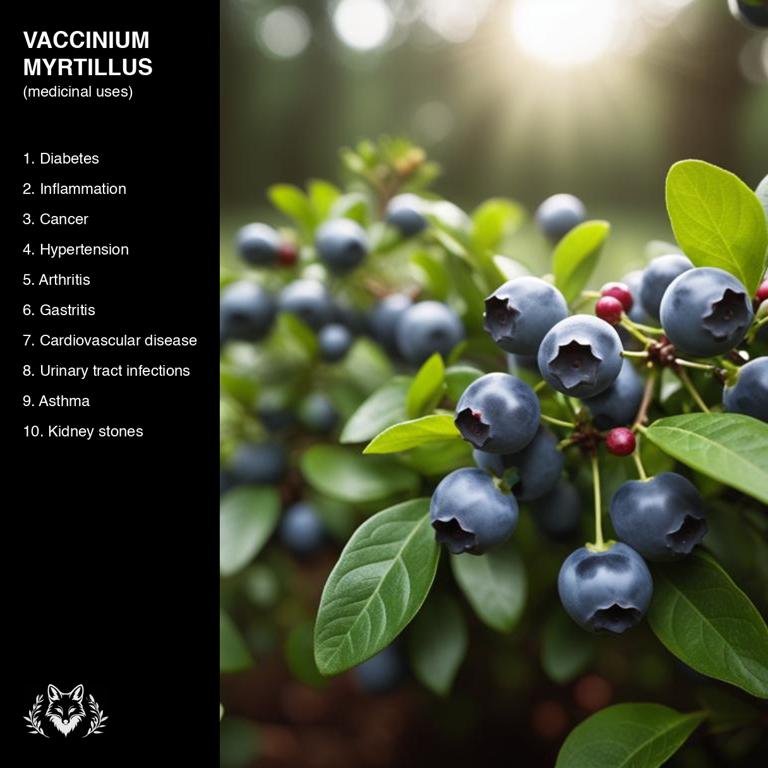 VACCINIUM
MYRTILLUS
(medicinal uses)
1. Diabetes
2. Inflammation
3. Cancer
4. Hypertension
5. Arthritis
6. Gastritis
7. Cardiovascular disease
8. Urinary tract infections
9. Asthma
10. Kidney stones